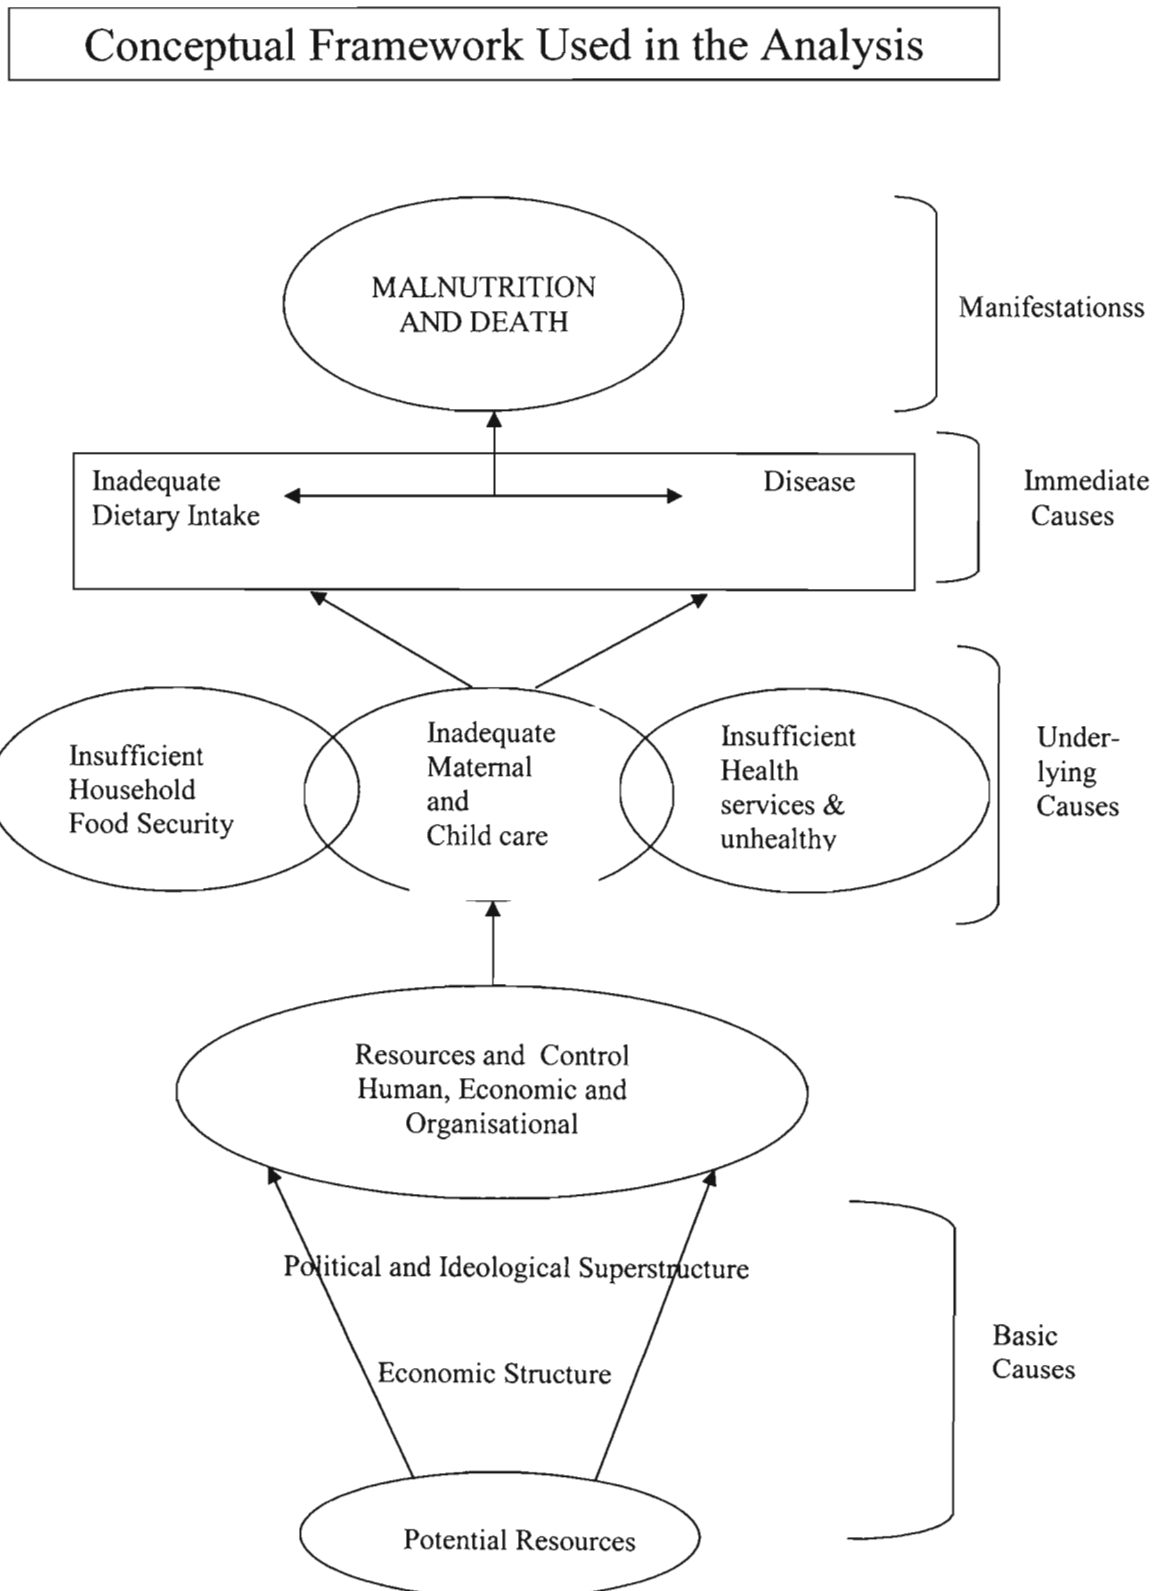 Conceptual Framework Used in the Analysis
MALNUTRITION
AND DEATH
Manifestationss
Inadequate
Dietary Intake
Disease
Immediate
Causes
Insufficient
Household
Food Security
Inadequate
Maternal
and
Child care
Insufficient
Health
services &
unhealthy
Under-
lying
Causes
Resources and Control
Human, Economic and
Organisational
Political and Ideological Superstructure
Economic Structure
Basic
Causes
Potential Resources